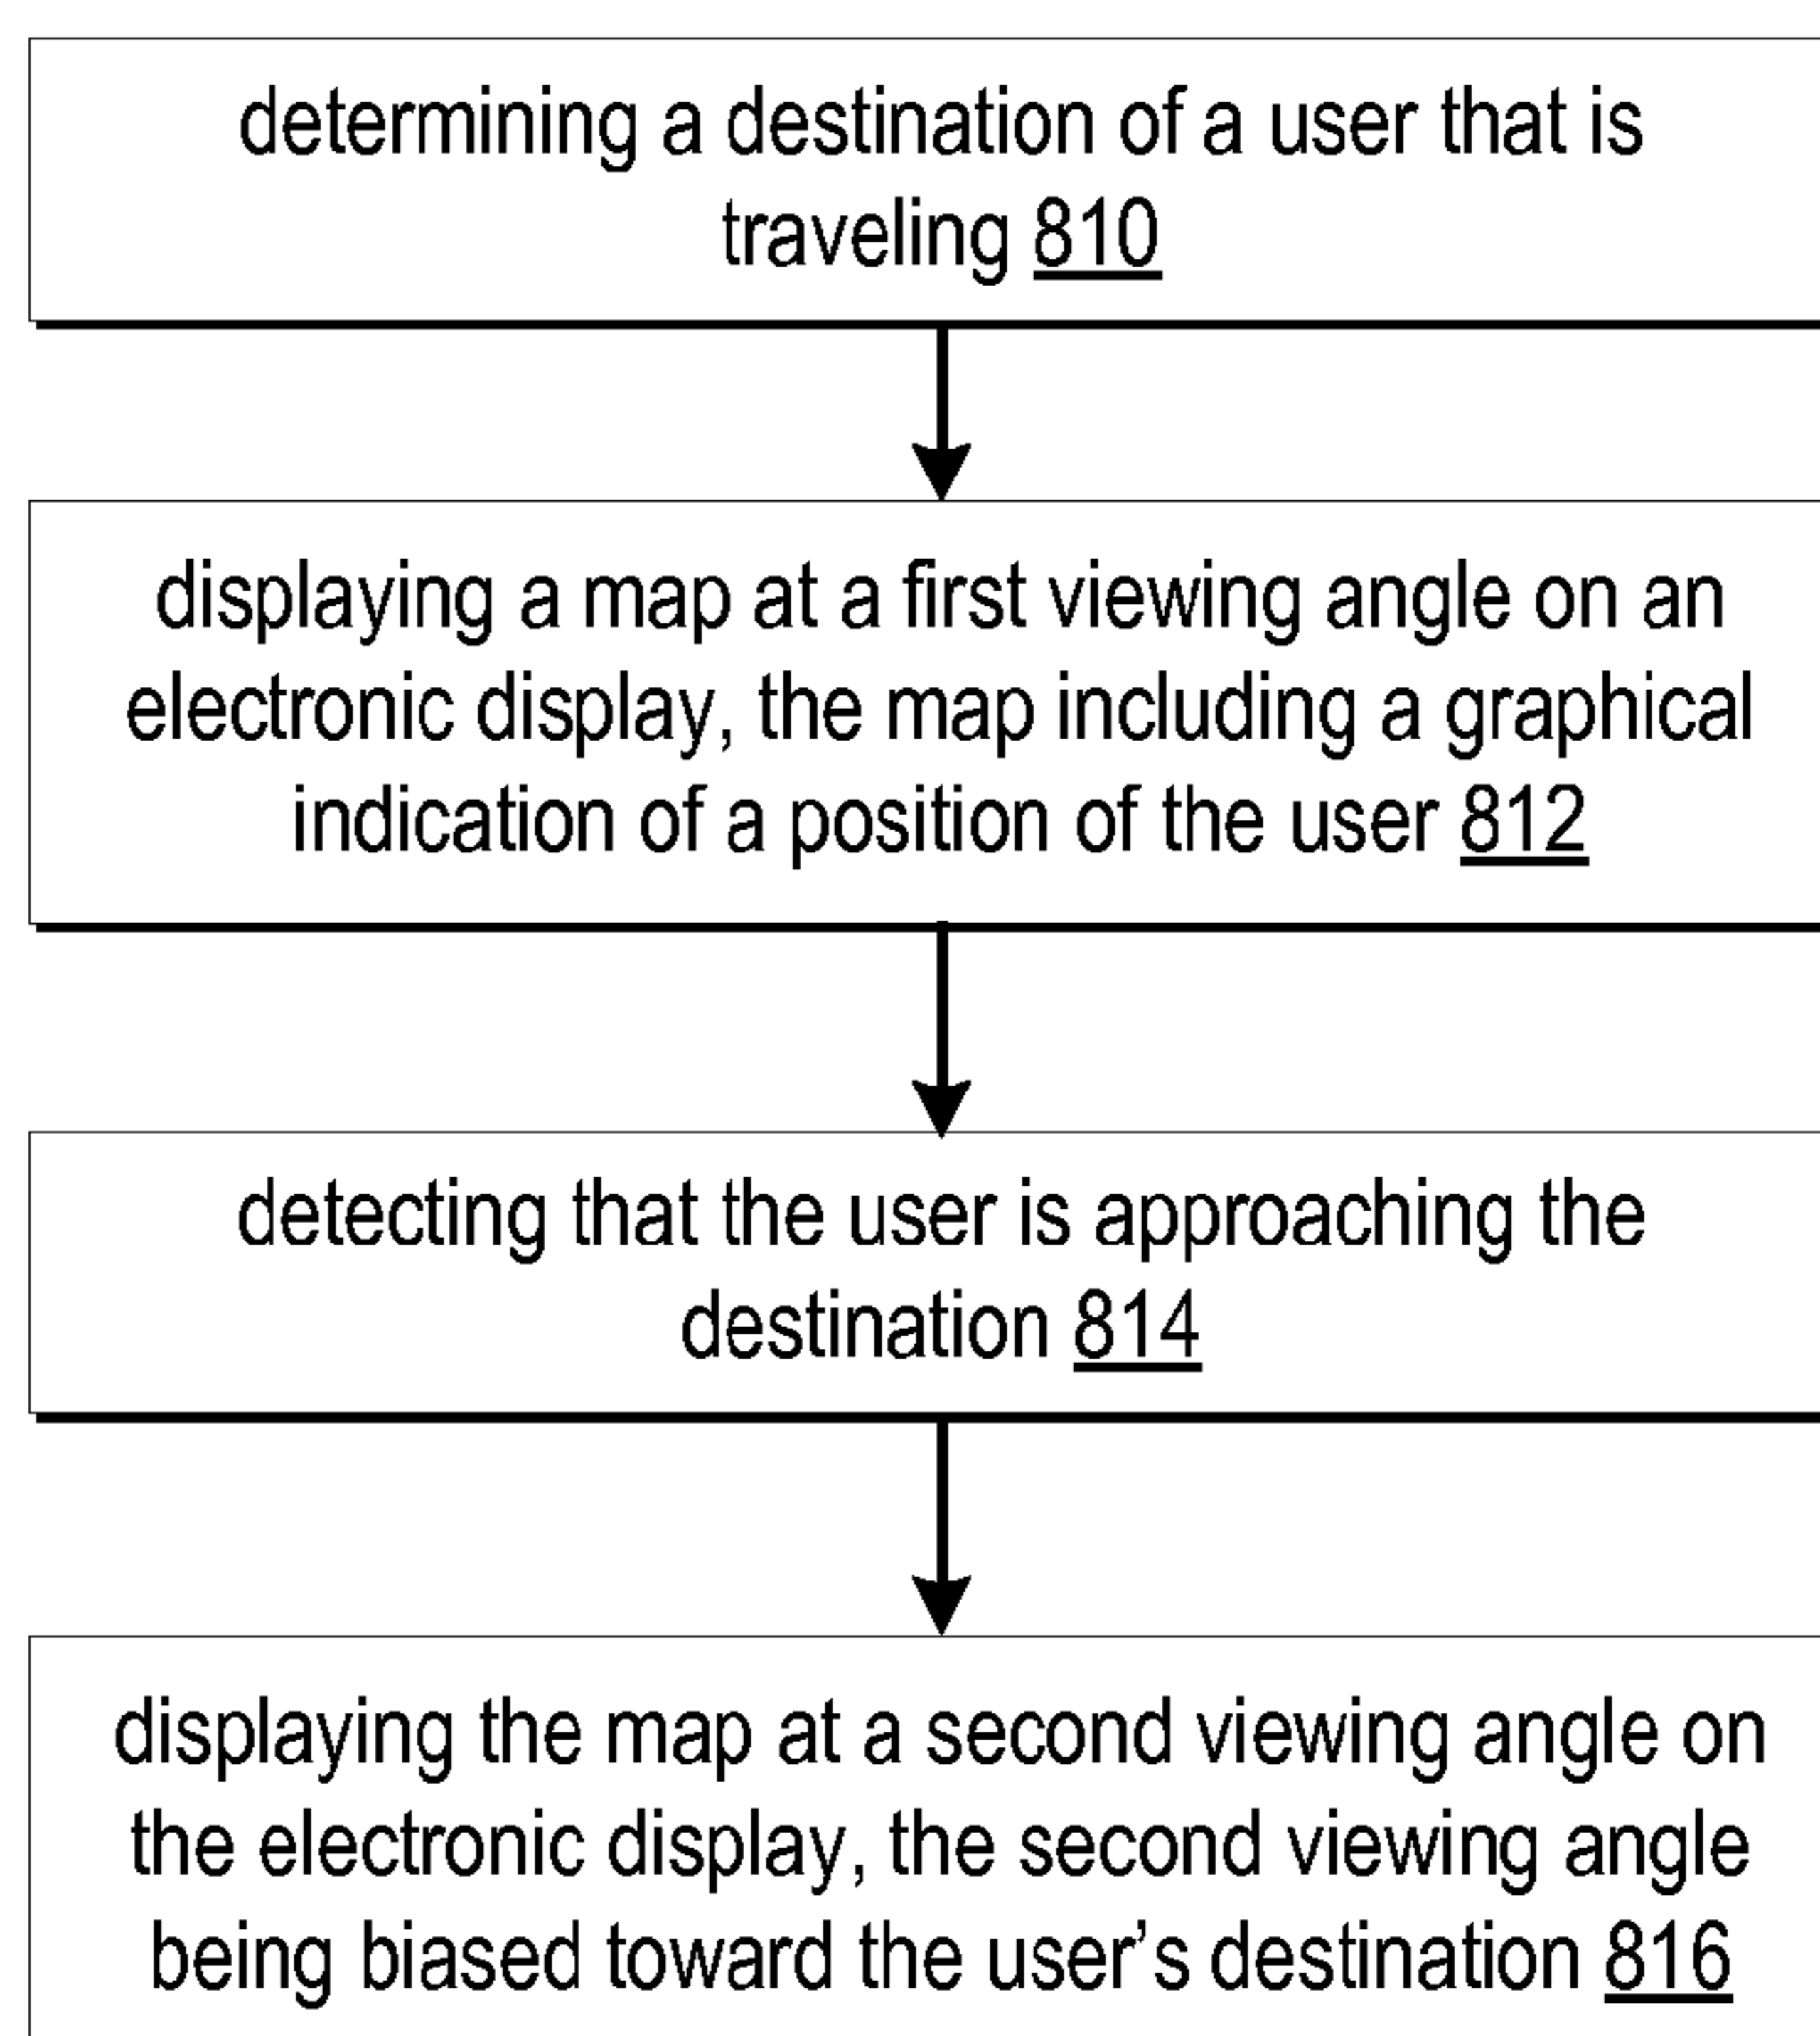 determining a destination of a user that is
traveling 810
displaying a map at a first viewing angle on an
electronic display, the map including a graphical
indication of a position of the user 812
detecting that the user is approaching the
destination 814
displaying the map at a second viewing angle on
the electronic display, the second viewing angle
being biased toward the user’s destination 816